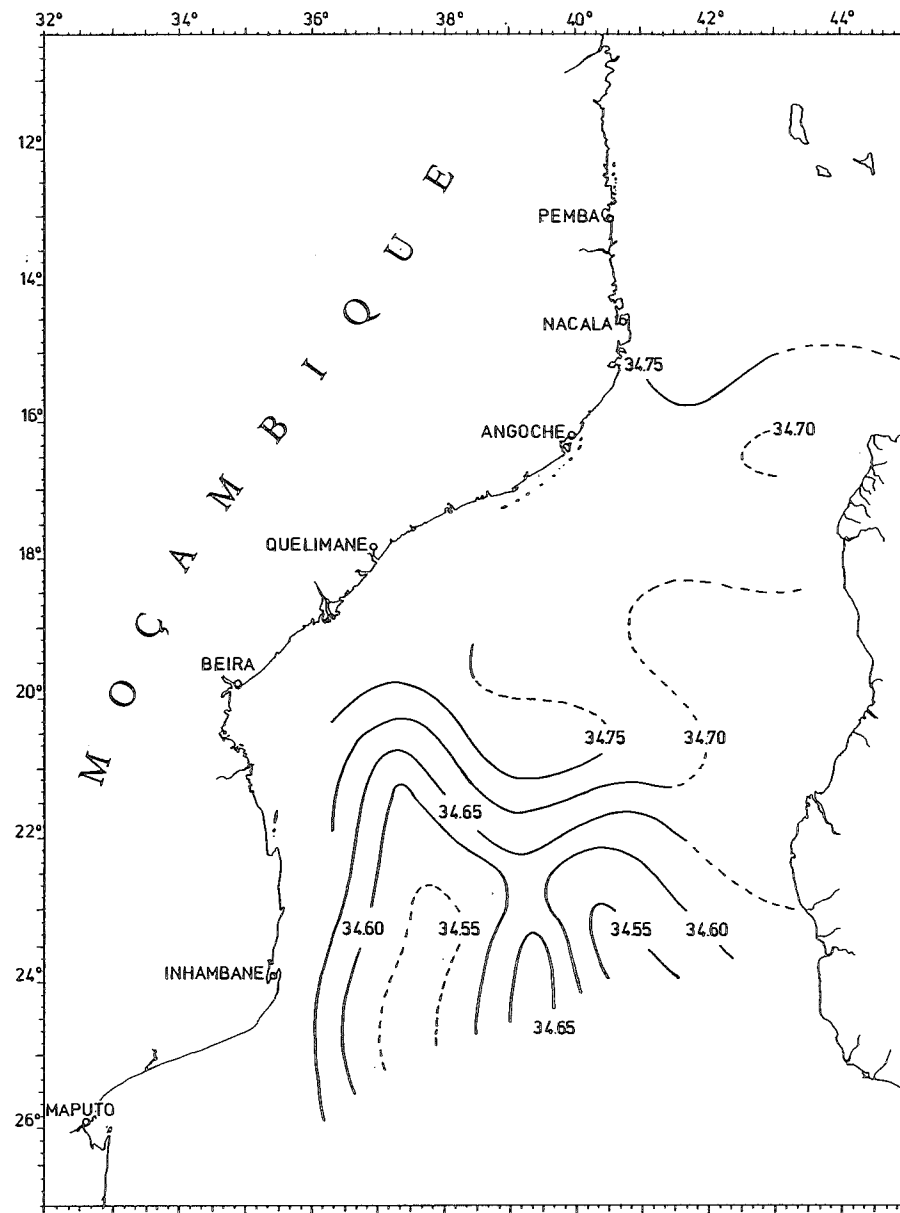 32° 34° 36° 38° 40° 42° 44°
12°
14°
16°
18°
20°
22°
24°
26°
MOÇAMBIQUE
PEMBA
NACALA
34.75
ANGOCHE
34.70
QUELIMANE
BEIRA
34.75 34.70
34.65
34.60 34.55 34.55 34.60
INHAMBANE
34.65
MAPUTO